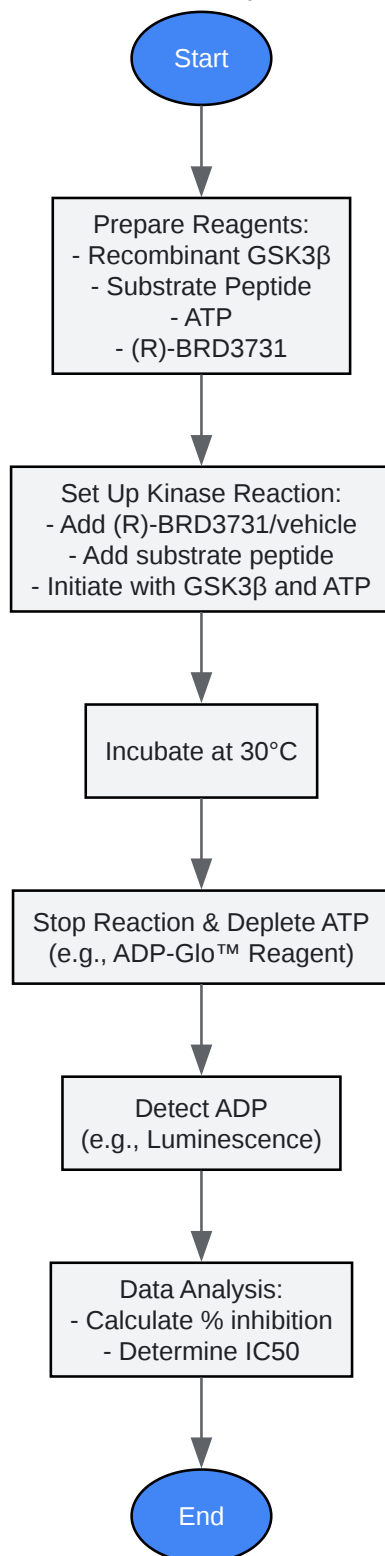 Start
Prepare Reagents:
- Recombinant GSK3β
- Substrate Peptide
- ATP
- (R)-BRD3731
Set Up Kinase Reaction:
- Add (R)-BRD3731/vehicle
- Add substrate peptide
- Initiate with GSK3β and ATP
Incubate at 30°C
Stop Reaction & Deplete ATP
(e.g., ADP-Glo™ Reagent)
Detect ADP
(e.g., Luminescence)
Data Analysis:
- Calculate % inhibition
- Determine IC50
End